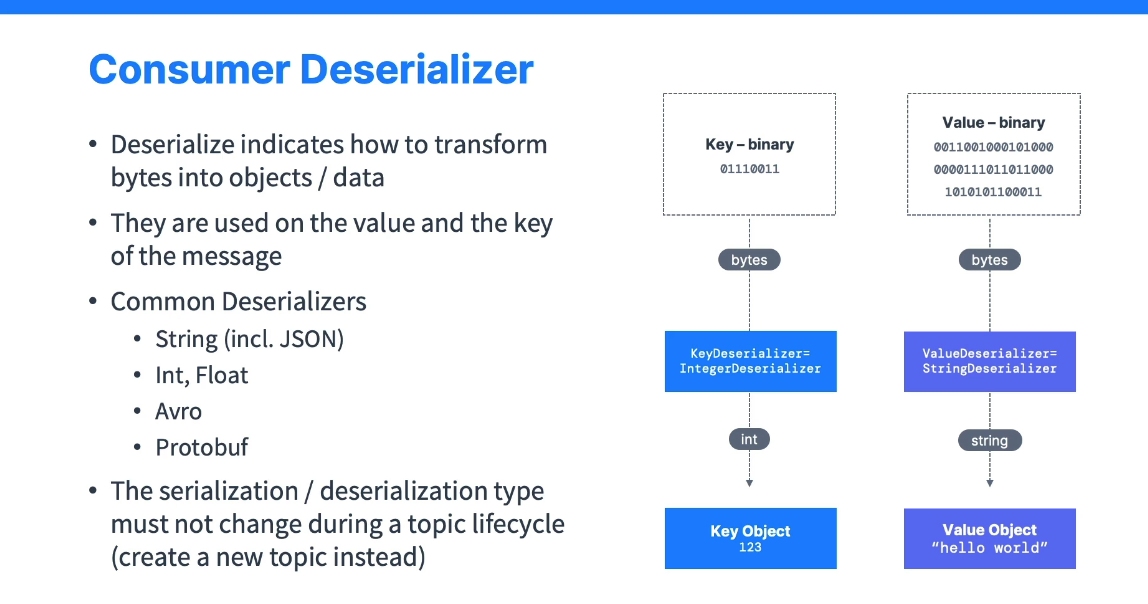 Consumer Deserializer
• Deserialize indicates how to transform
bytes into objects / data
• They are used on the value and the key
of the message
• Common Deserializers
• String (incl. JSON)
• Int, Float
• Avro
• Protobuf
• The serialization / deserialization type
must not change during a topic lifecycle
(create a new topic instead)
Key – binary
01110011
bytes
KeyDeserializer=
IntegerDeserializer
int
Key Object
123
Value – binary
0011001000101000
0000111011011000
1010101100011
bytes
ValueDeserializer=
StringDeserializer
string
Value Object
“hello world”